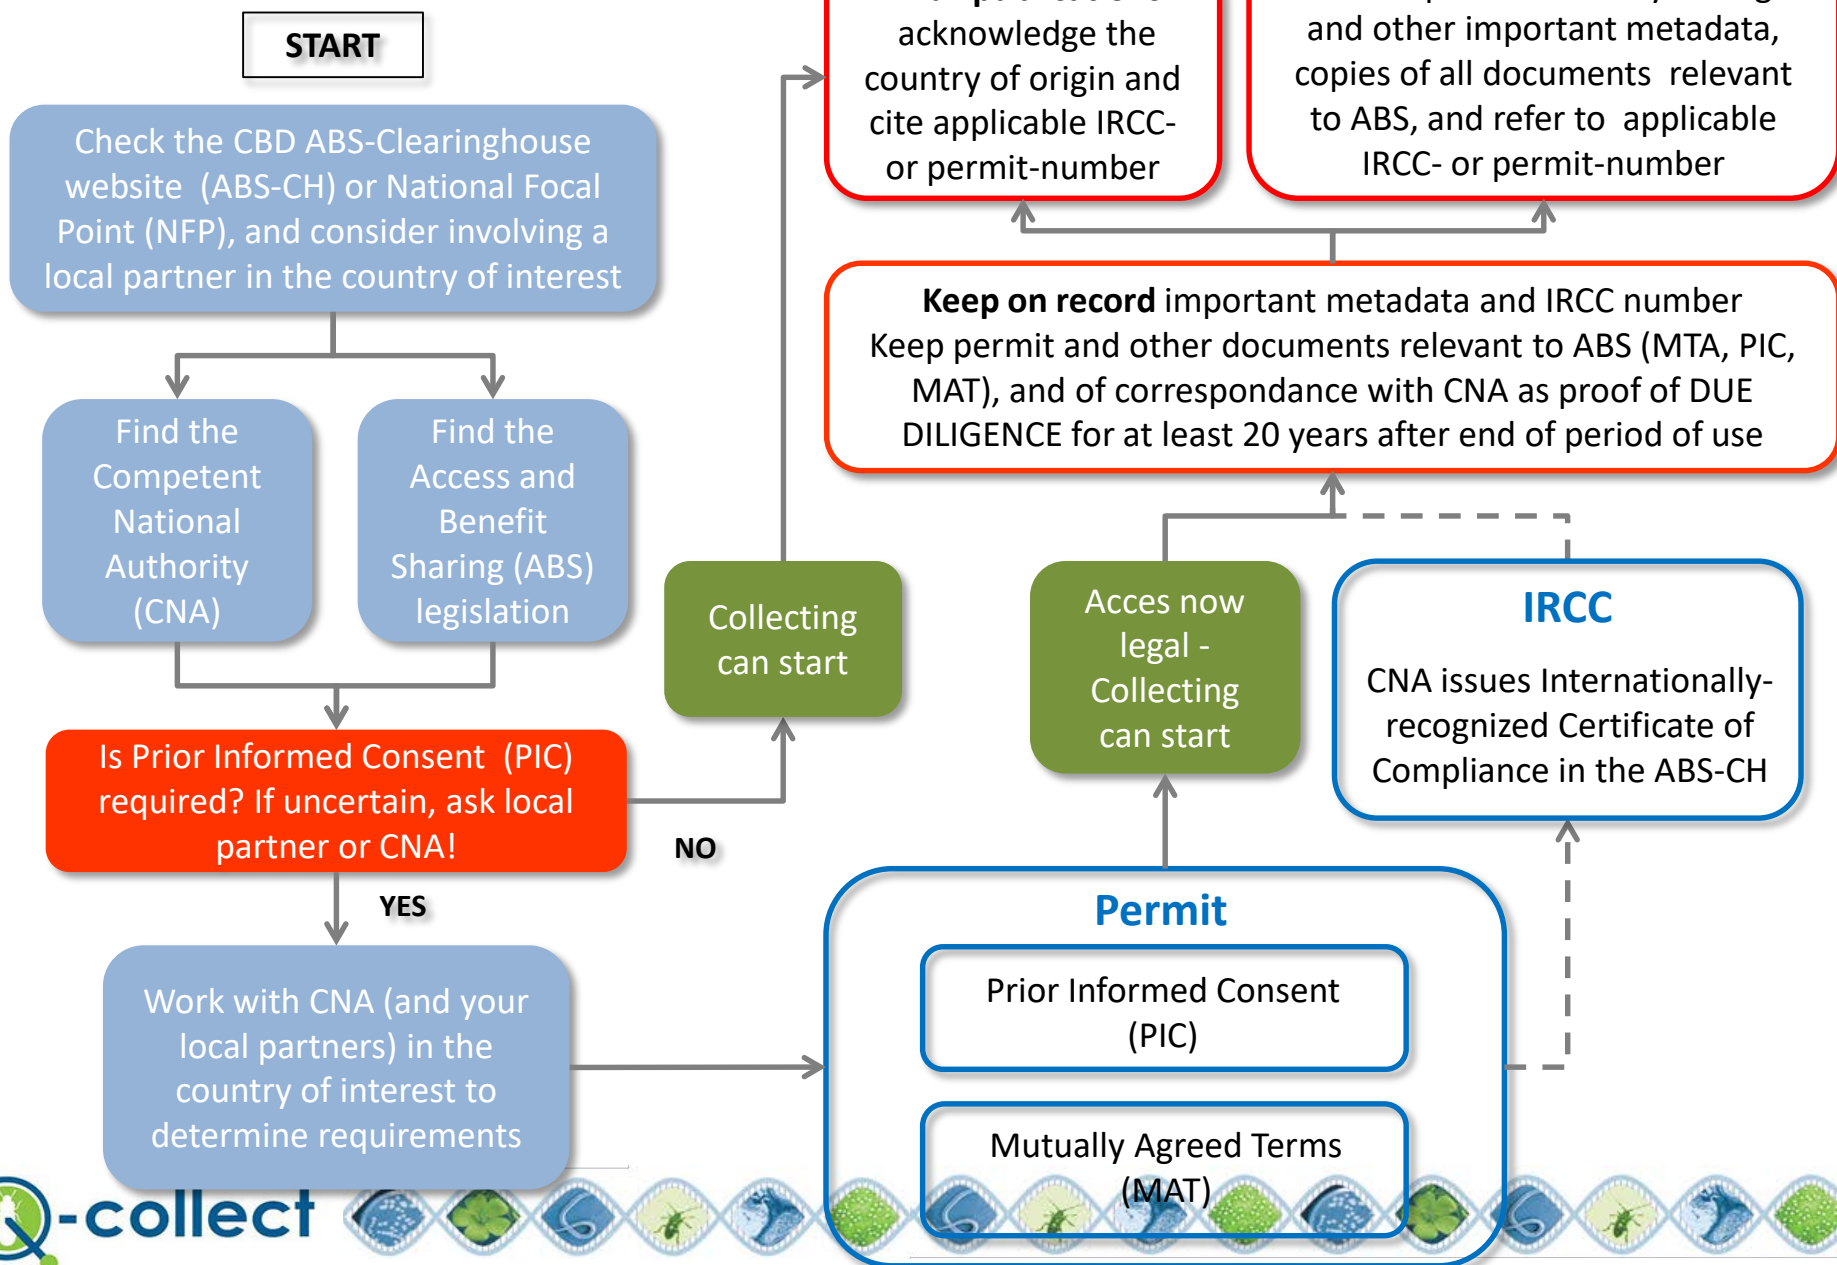 START
Check the CBD ABS-Clearinghouse
website (ABS-CH) or National Focal
Point (NFP), and consider involving a
local partner in the country of interest
Find the
Competent
National
Authority
(CNA)
Find the
Access and
Benefit
Sharing (ABS)
legislation
Is Prior Informed Consent (PIC)
required? If uncertain, ask local
partner or CNA!
NO
YES
Work with CNA (and your
local partners) in the
country of interest to
determine requirements
Collecting
can start
acknowledge the
country of origin and
cite applicable IRCC-
or permit-number
and other important metadata,
copies of all documents relevant
to ABS, and refer to applicable
IRCC- or permit-number
Keep on record important metadata and IRCC number
Keep permit and other documents relevant to ABS (MTA, PIC,
MAT), and of correspondance with CNA as proof of DUE
DILIGENCE for at least 20 years after end of period of use
Acces now
legal -
Collecting
can start
IRCC
CNA issues Internationally-
recognized Certificate of
Compliance in the ABS-CH
Permit
Prior Informed Consent
(PIC)
Mutually Agreed Terms
(MAT)
Q-collect